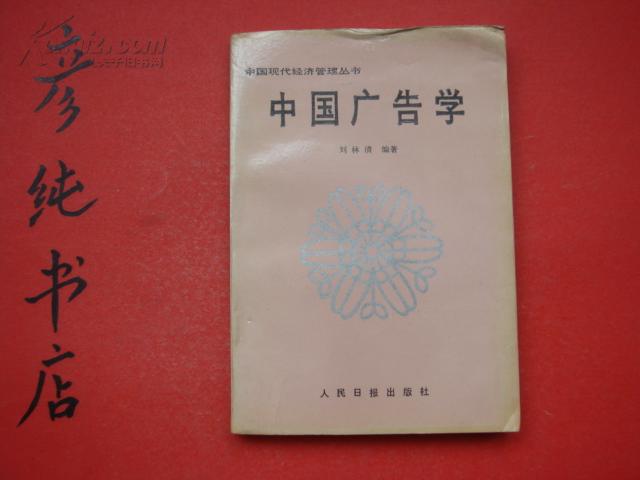 中国现代经济管理丛书
中国广告学
刘林清 编著
人民日报出版社
彦纯书店